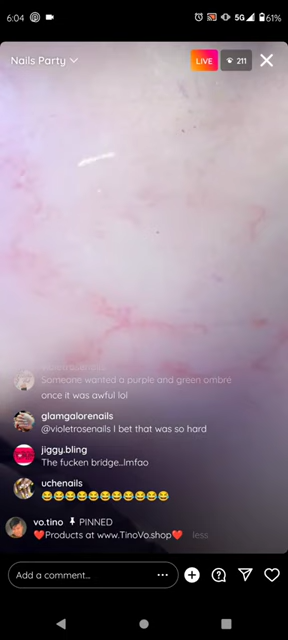 6:04
5G 61%
Nails Party
LIVE 211
Someone wanted a purple and green ombré
once it was awful lol
glamgalorenails
@violetrosenails I bet that was so hard
jiggy.bling
The fucken bridge...lmfao
uchenails
😂😂😂😂😂😂😂😂😂😂😂
vo.tino PINNED
❤️Products at www.TinoVo.shop❤️ less
Add a comment...